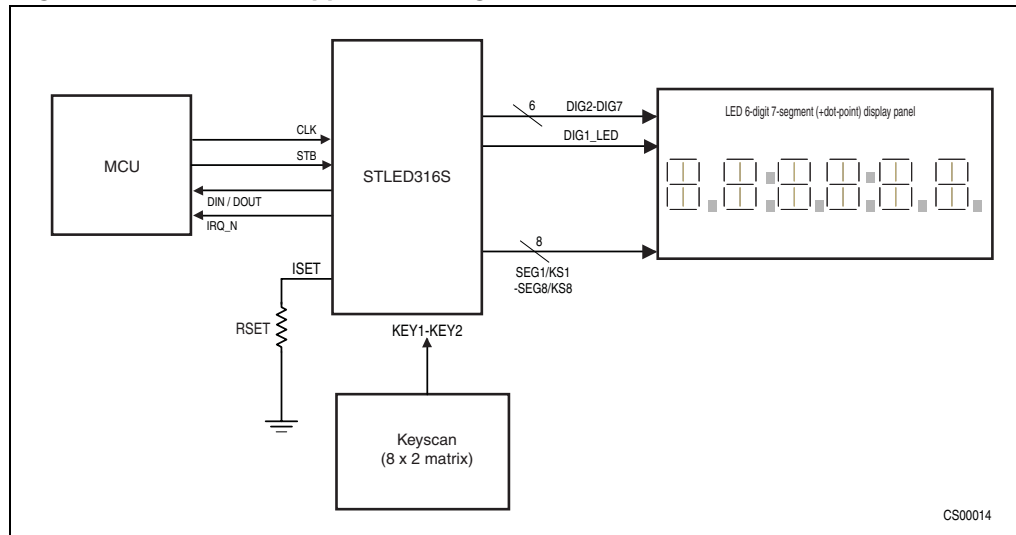 MCU
CLK
STB
DIN / DOUT
IRQ_N
ISET
RSET
STLED316S
6
DIG2-DIG7
DIG1_LED
8
SEG1/KS1
-SEG8/KS8
LED 6-digit 7-segment (+dot-point) display panel
KEY1-KEY2
Keyscan
(8 x 2 matrix)
CS00014